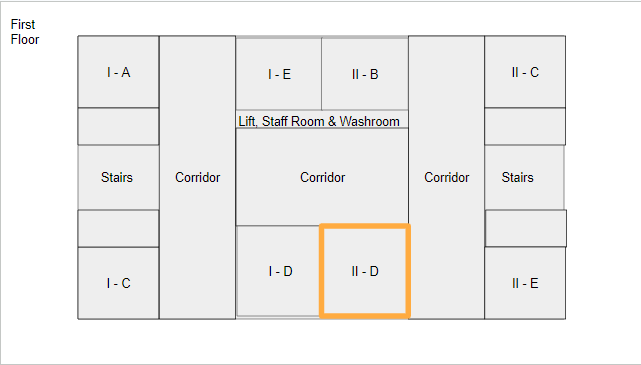 First
Floor
I - A
I - E
II - B
II - C
Lift, Staff Room & Washroom
Stairs
Corridor
Corridor
Corridor
Stairs
I - C
I - D
II - D
II - E